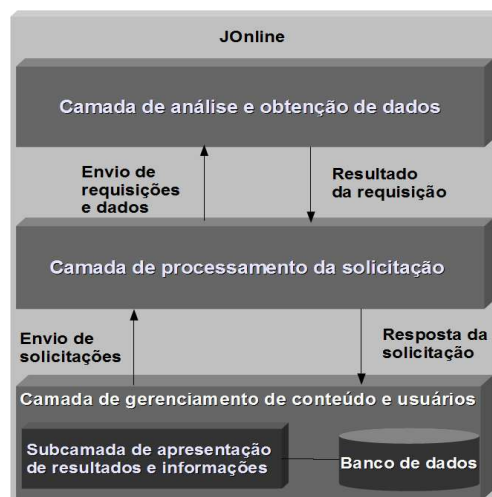 JOnline
Camada de análise e obtenção de dados
Envio de
requisições
e dados
Resultado
da requisição
Camada de processamento da solicitação
Envio de
solicitações
Resposta da
solicitação
Camada de gerenciamento de conteúdo e usuários
Subcamada de apresentação
de resultados e informações
Banco de dados